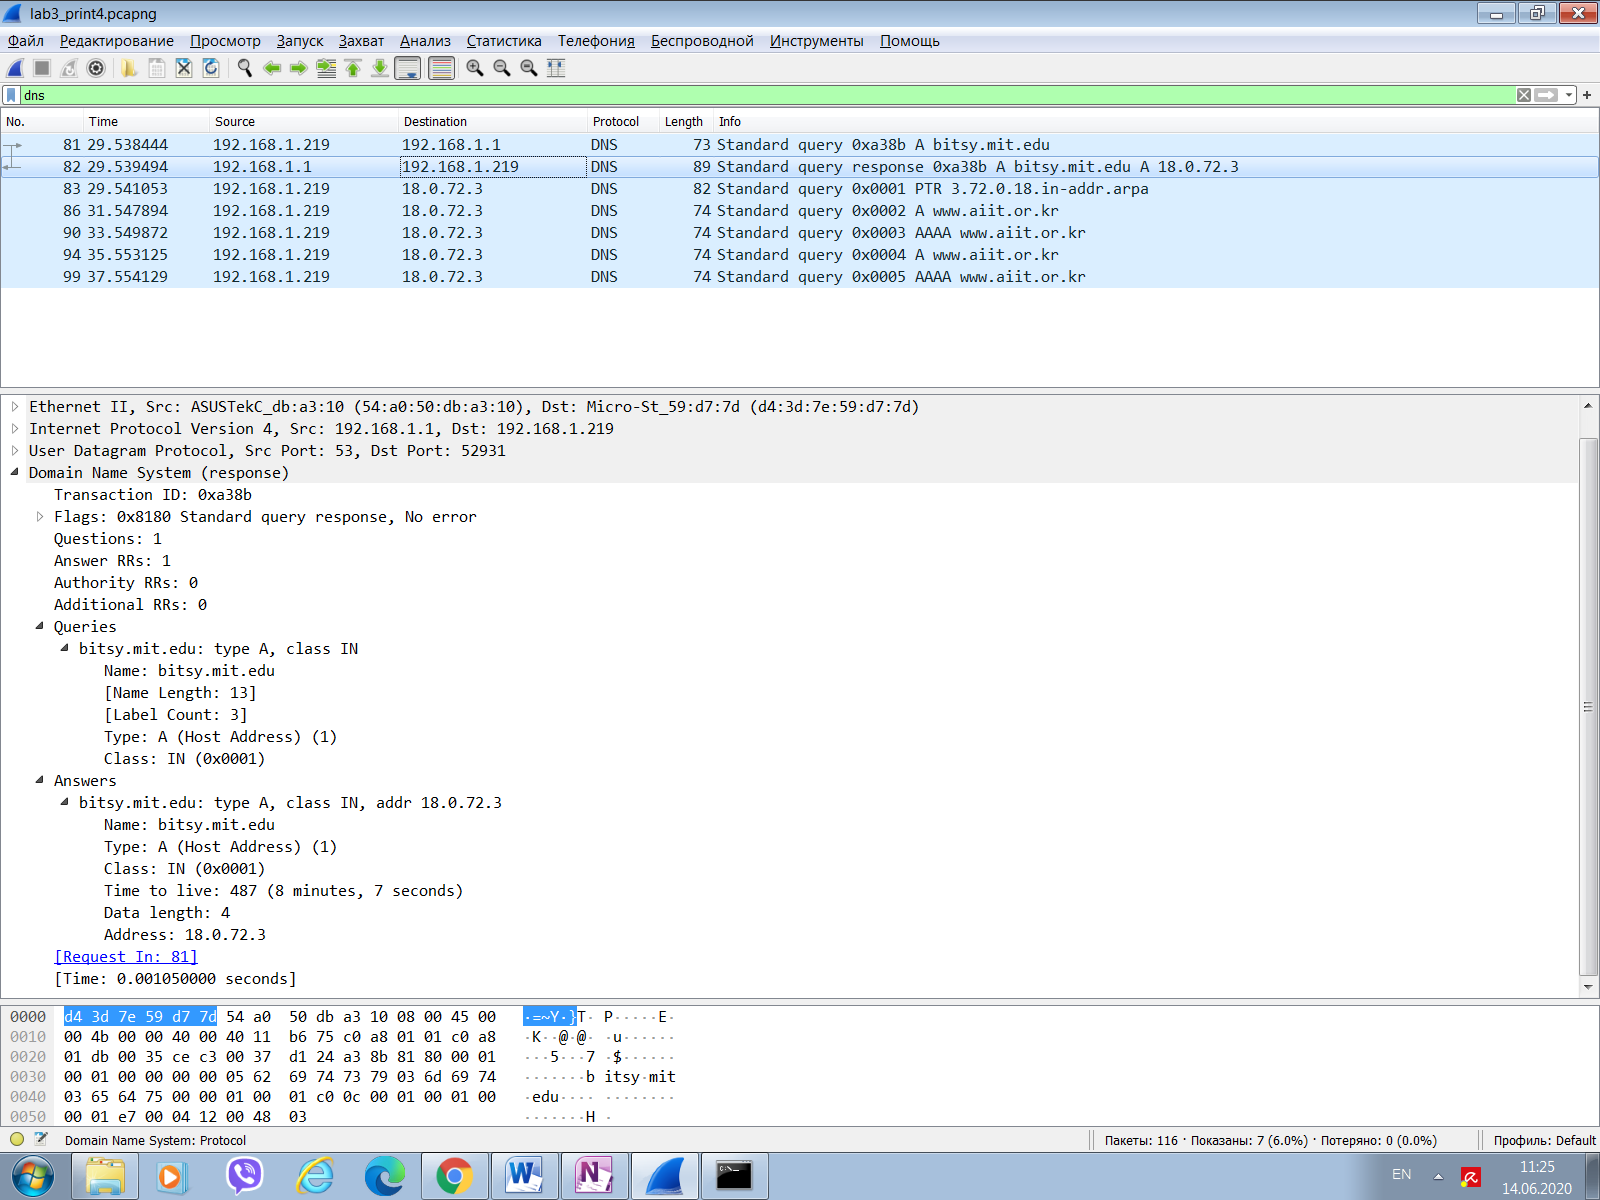 lab3_print4.pcapng
Файл Редактирование Просмотр Запуск Захват Анализ Статистика Телефония Беспроводной Инструменты Помощь
dns
No. Time Source Destination Protocol Length Info
81 29.538444 192.168.1.219 192.168.1.1 DNS 73 Standard query 0xa38b A bitsy.mit.edu
82 29.539494 192.168.1.1 192.168.1.219 DNS 89 Standard query response 0xa38b A bitsy.mit.edu A 18.0.72.3
83 29.541053 192.168.1.219 18.0.72.3 DNS 82 Standard query 0x0001 PTR 3.72.0.18.in-addr.arpa
86 31.547894 192.168.1.219 18.0.72.3 DNS 74 Standard query 0x0002 A www.aiit.or.kr
90 33.549872 192.168.1.219 18.0.72.3 DNS 74 Standard query 0x0003 AAAA www.aiit.or.kr
94 35.553125 192.168.1.219 18.0.72.3 DNS 74 Standard query 0x0004 A www.aiit.or.kr
99 37.554129 192.168.1.219 18.0.72.3 DNS 74 Standard query 0x0005 AAAA www.aiit.or.kr
Ethernet II, Src: ASUSTekC_db:a3:10 (54:a0:50:db:a3:10), Dst: Micro-St_59:d7:7d (d4:3d:7e:59:d7:7d)
Internet Protocol Version 4, Src: 192.168.1.1, Dst: 192.168.1.219
User Datagram Protocol, Src Port: 53, Dst Port: 52931
Domain Name System (response)
Transaction ID: 0xa38b
Flags: 0x8180 Standard query response, No error
Questions: 1
Answer RRs: 1
Authority RRs: 0
Additional RRs: 0
Queries
bitsy.mit.edu: type A, class IN
Name: bitsy.mit.edu
[Name Length: 13]
[Label Count: 3]
Type: A (Host Address) (1)
Class: IN (0x0001)
Answers
bitsy.mit.edu: type A, class IN, addr 18.0.72.3
Name: bitsy.mit.edu
Type: A (Host Address) (1)
Class: IN (0x0001)
Time to live: 487 (8 minutes, 7 seconds)
Data length: 4
Address: 18.0.72.3
[Request In: 81]
[Time: 0.001050000 seconds]
0000 d4 3d 7e 59 d7 7d 54 a0 50 db a3 10 08 00 45 00 ·=~Y·}T· P·····E·
0010 00 4b 00 00 40 00 40 11 b6 75 c0 a8 01 01 c0 a8 ·K··@·@· ·u······
0020 01 db 00 35 ce c3 00 37 d1 24 a3 8b 81 80 00 01 ···5···7 ·$······
0030 00 01 00 00 00 00 05 62 69 74 73 79 03 6d 69 74 ·······b itsy·mit
0040 03 65 64 75 00 00 01 00 01 c0 0c 00 01 00 01 00 ·edu···· ········
0050 00 01 e7 00 04 12 00 48 03 ·······H ·
Domain Name System: Protocol Пакеты: 116 · Показаны: 7 (6.0%) · Потеряно: 0 (0.0%) Профиль: Default
EN 11:25
14.06.2020